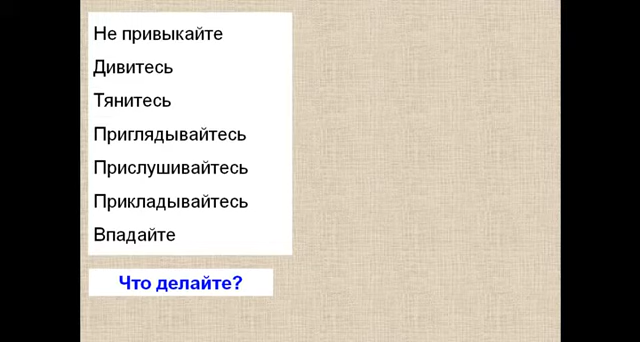 Не привыкайте
Дивитесь
Тянитесь
Приглядывайтесь
Прислушивайтесь
Прикладывайтесь
Впадайте
Что делайте?